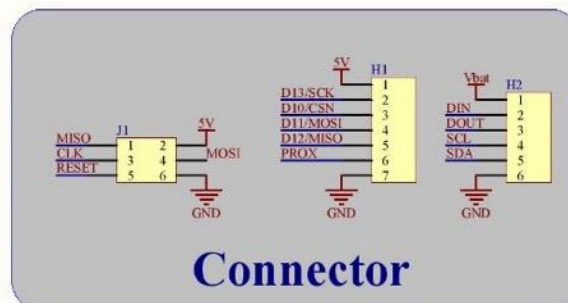 5V
H1
1
D13/SCK 2
D10/CSN 3
D11/MOSI 4
D12/MISO 5
PROX 6
7
GND
Vbat
H2
1
DIN 2
DOUT 3
SCL 4
SDA 5
6
GND
J1
5V
MISO 1 2
CLK 3 4 MOSI
RESET 5 6
GND
Connector